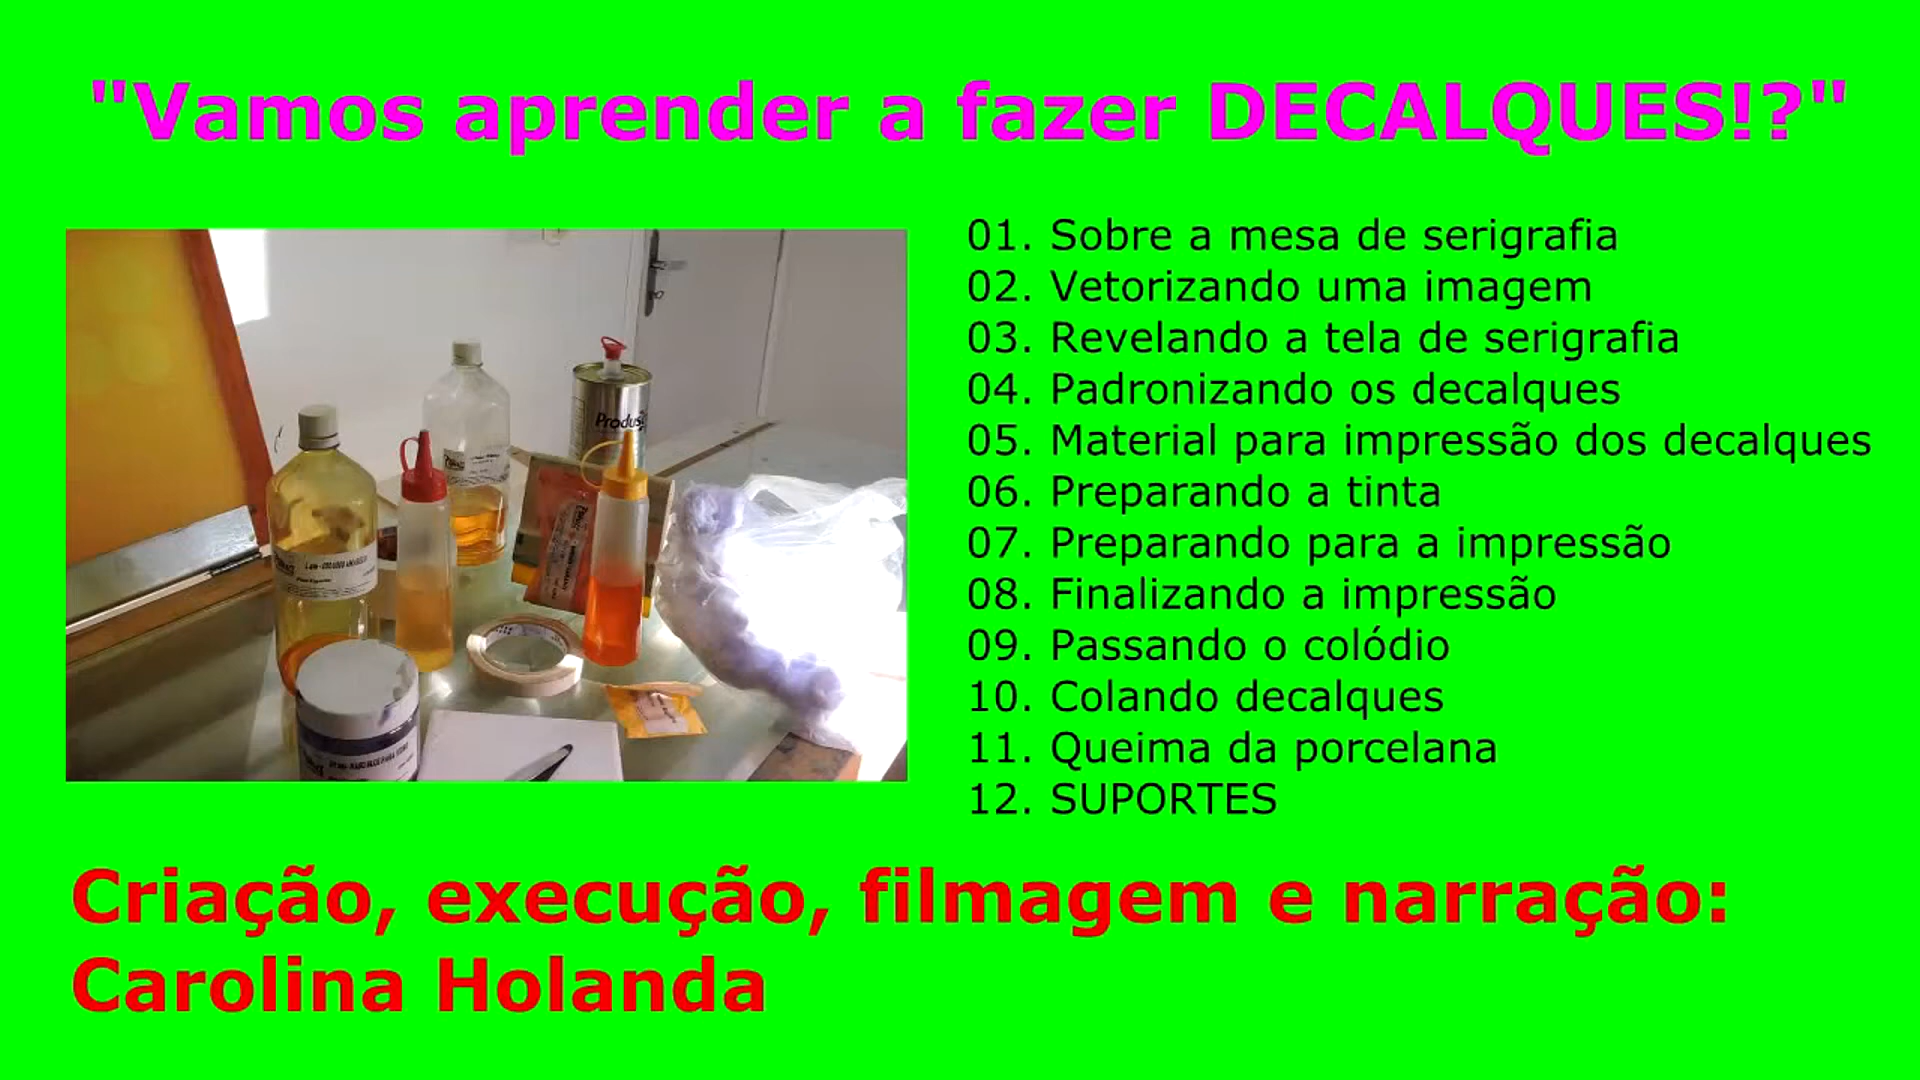 "Vamos aprender a fazer DECALQUES!?"
01. Sobre a mesa de serigrafia
02. Vetorizando uma imagem
03. Revelando a tela de serigrafia
04. Padronizando os decalques
05. Material para impressão dos decalques
06. Preparando a tinta
07. Preparando para a impressão
08. Finalizando a impressão
09. Passando o colódio
10. Colando decalques
11. Queima da porcelana
12. SUPORTES
Criação, execução, filmagem e narração:
Carolina Holanda